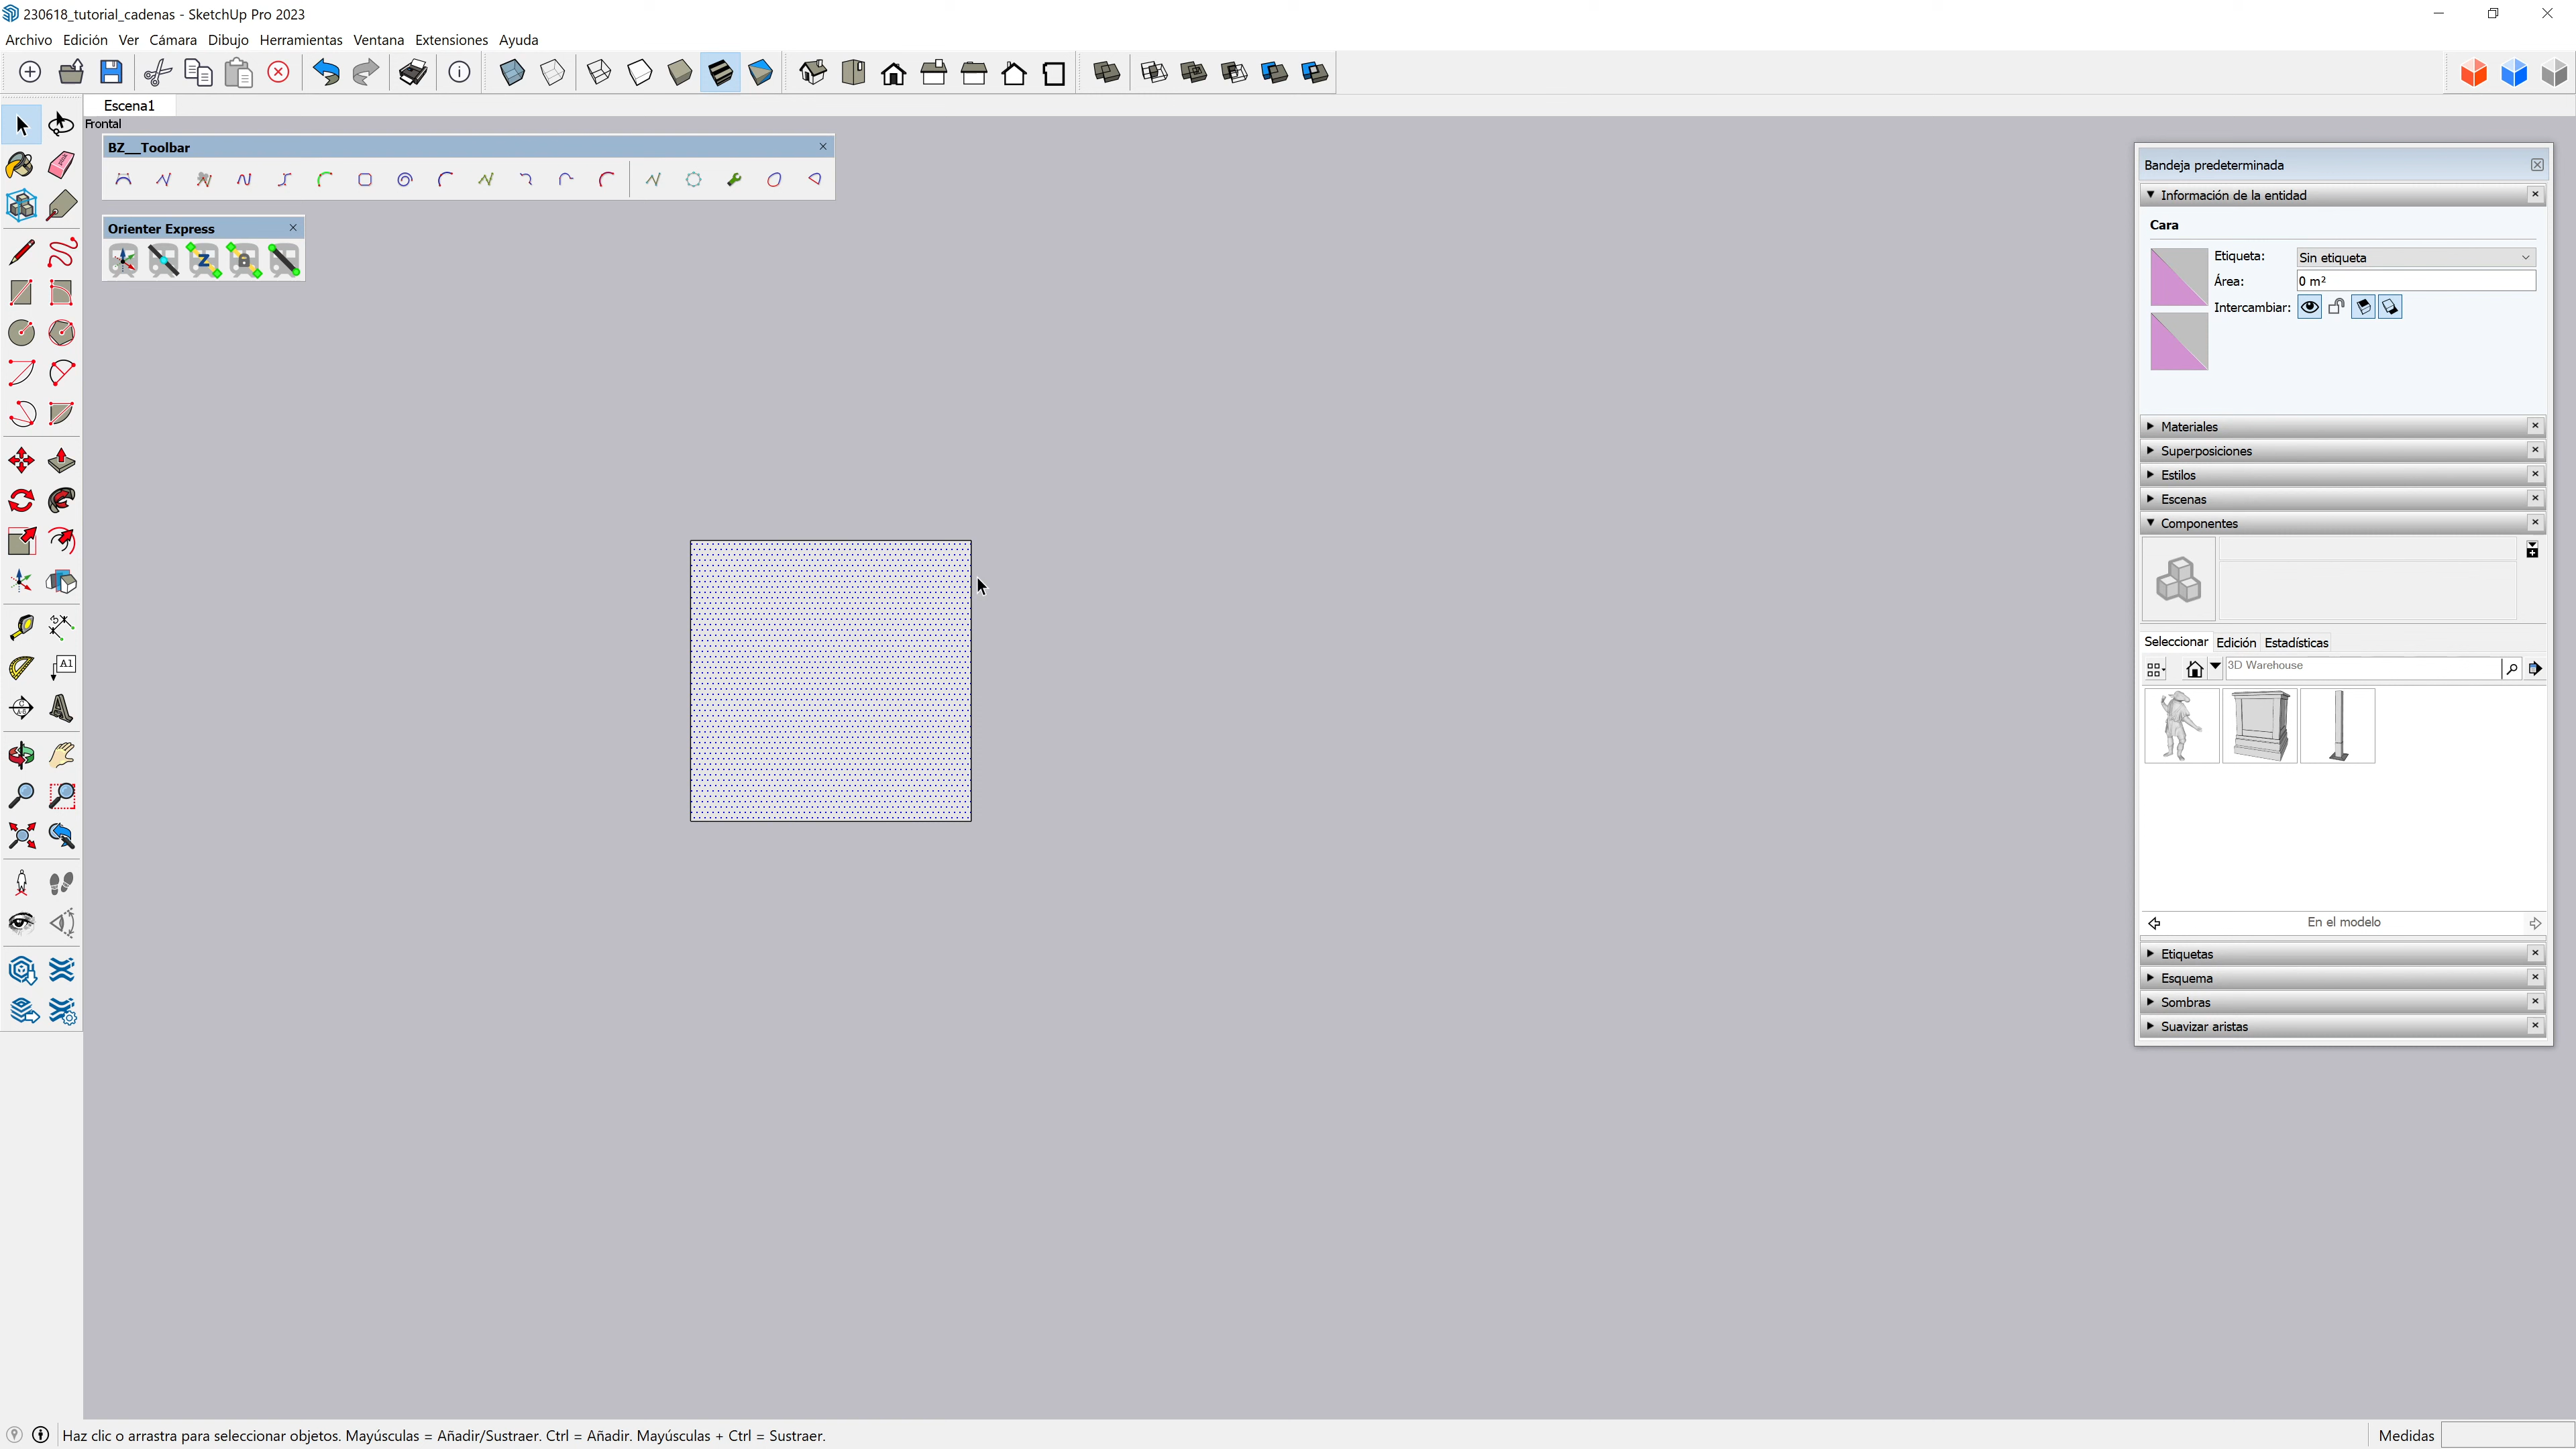 230618_tutorial_cadenas - SketchUp Pro 2023
Archivo Edición Ver Cámara Dibujo Herramientas Ventana Extensiones Ayuda
Escena1
Frontal
BZ__Toolbar
Orienter Express
Z
A1
Bandeja predeterminada
Información de la entidad
Cara
Etiqueta: Sin etiqueta
Área: 0 m²
Intercambiar:
Materiales
Superposiciones
Estilos
Escenas
Componentes
Seleccionar Edición Estadísticas
3D Warehouse
En el modelo
Etiquetas
Esquema
Sombras
Suavizar aristas
Haz clic o arrastra para seleccionar objetos. Mayúsculas = Añadir/Sustraer. Ctrl = Añadir. Mayúsculas + Ctrl = Sustraer.
Medidas